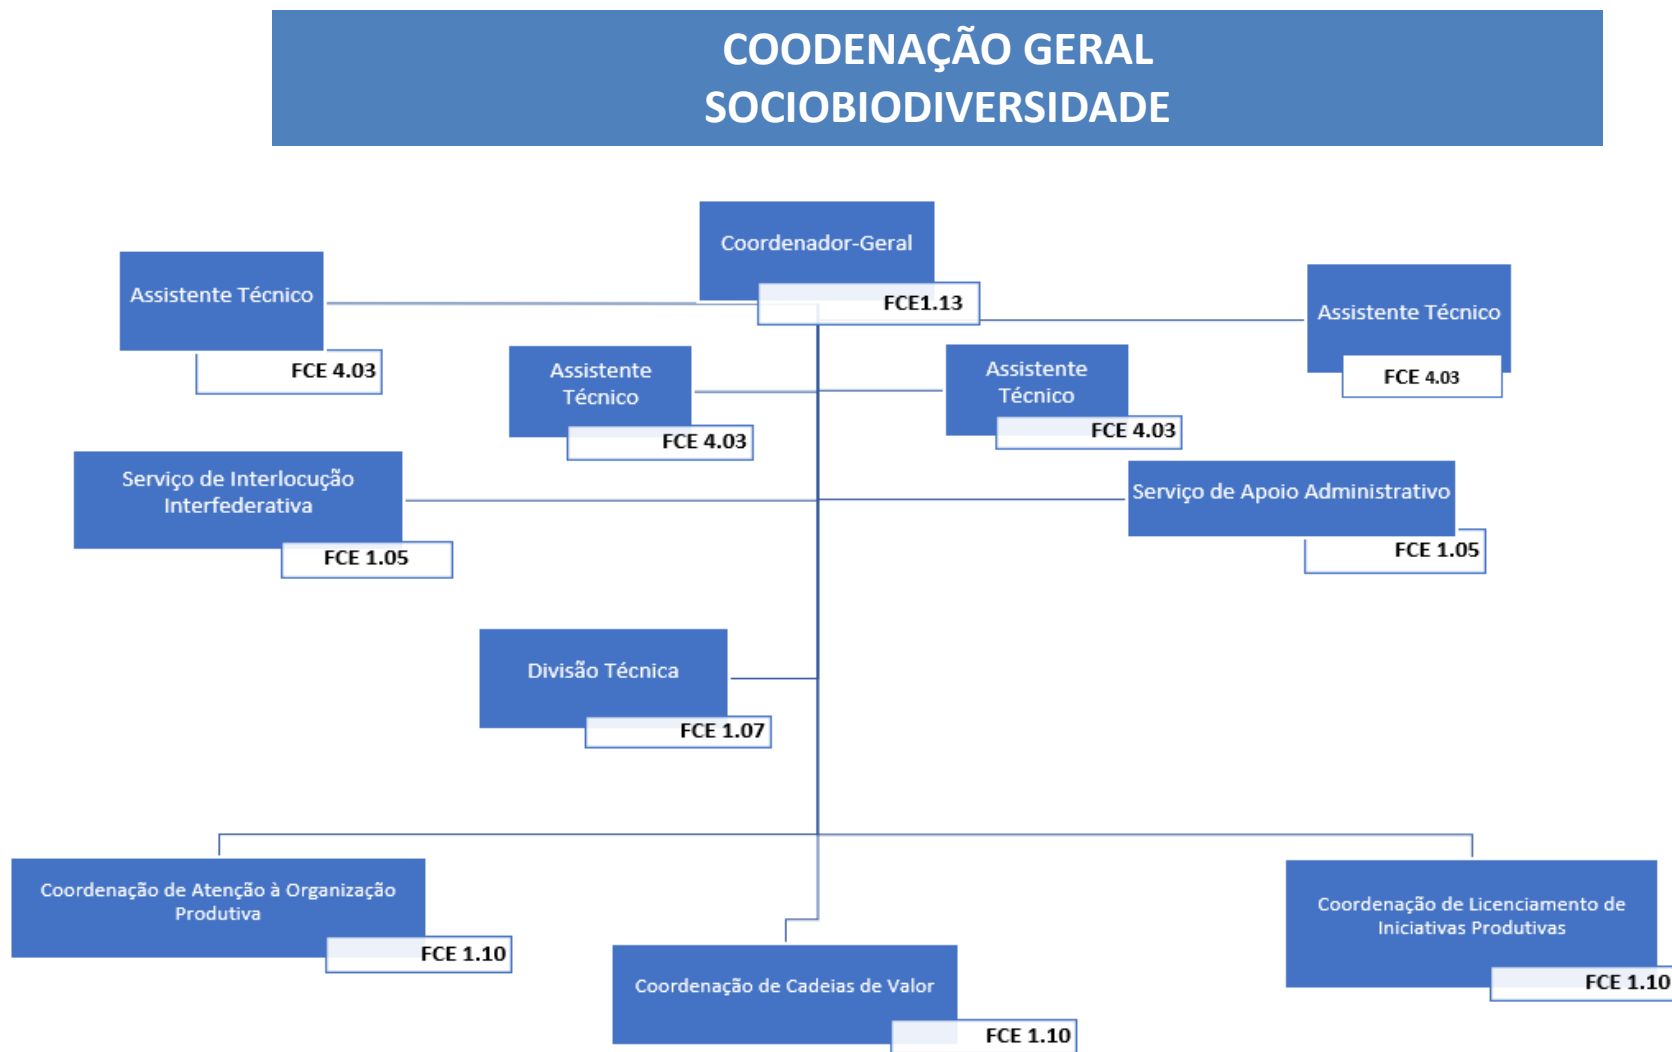 COODENAÇÃO GERAL
SOCIOBIODIVERSIDADE
Coordenador-Geral
FCE1.13
Assistente Técnico
FCE 4.03
Assistente Técnico
FCE 4.03
Assistente
Técnico
FCE 4.03
Assistente
Técnico
FCE 4.03
Serviço de Interlocução
Interfederativa
FCE 1.05
Serviço de Apoio Administrativo
FCE 1.05
Divisão Técnica
FCE 1.07
Coordenação de Atenção à Organização
Produtiva
FCE 1.10
Coordenação de Cadeias de Valor
FCE 1.10
Coordenação de Licenciamento de
Iniciativas Produtivas
FCE 1.10